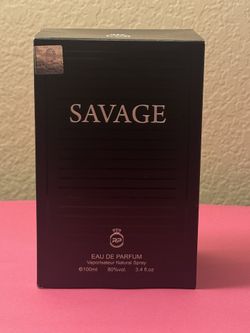 SAVAGE
RP
EAU DE PARFUM
Vaporisateur Natural Spray
℮100ml 80%vol. 3.4 fl.oz